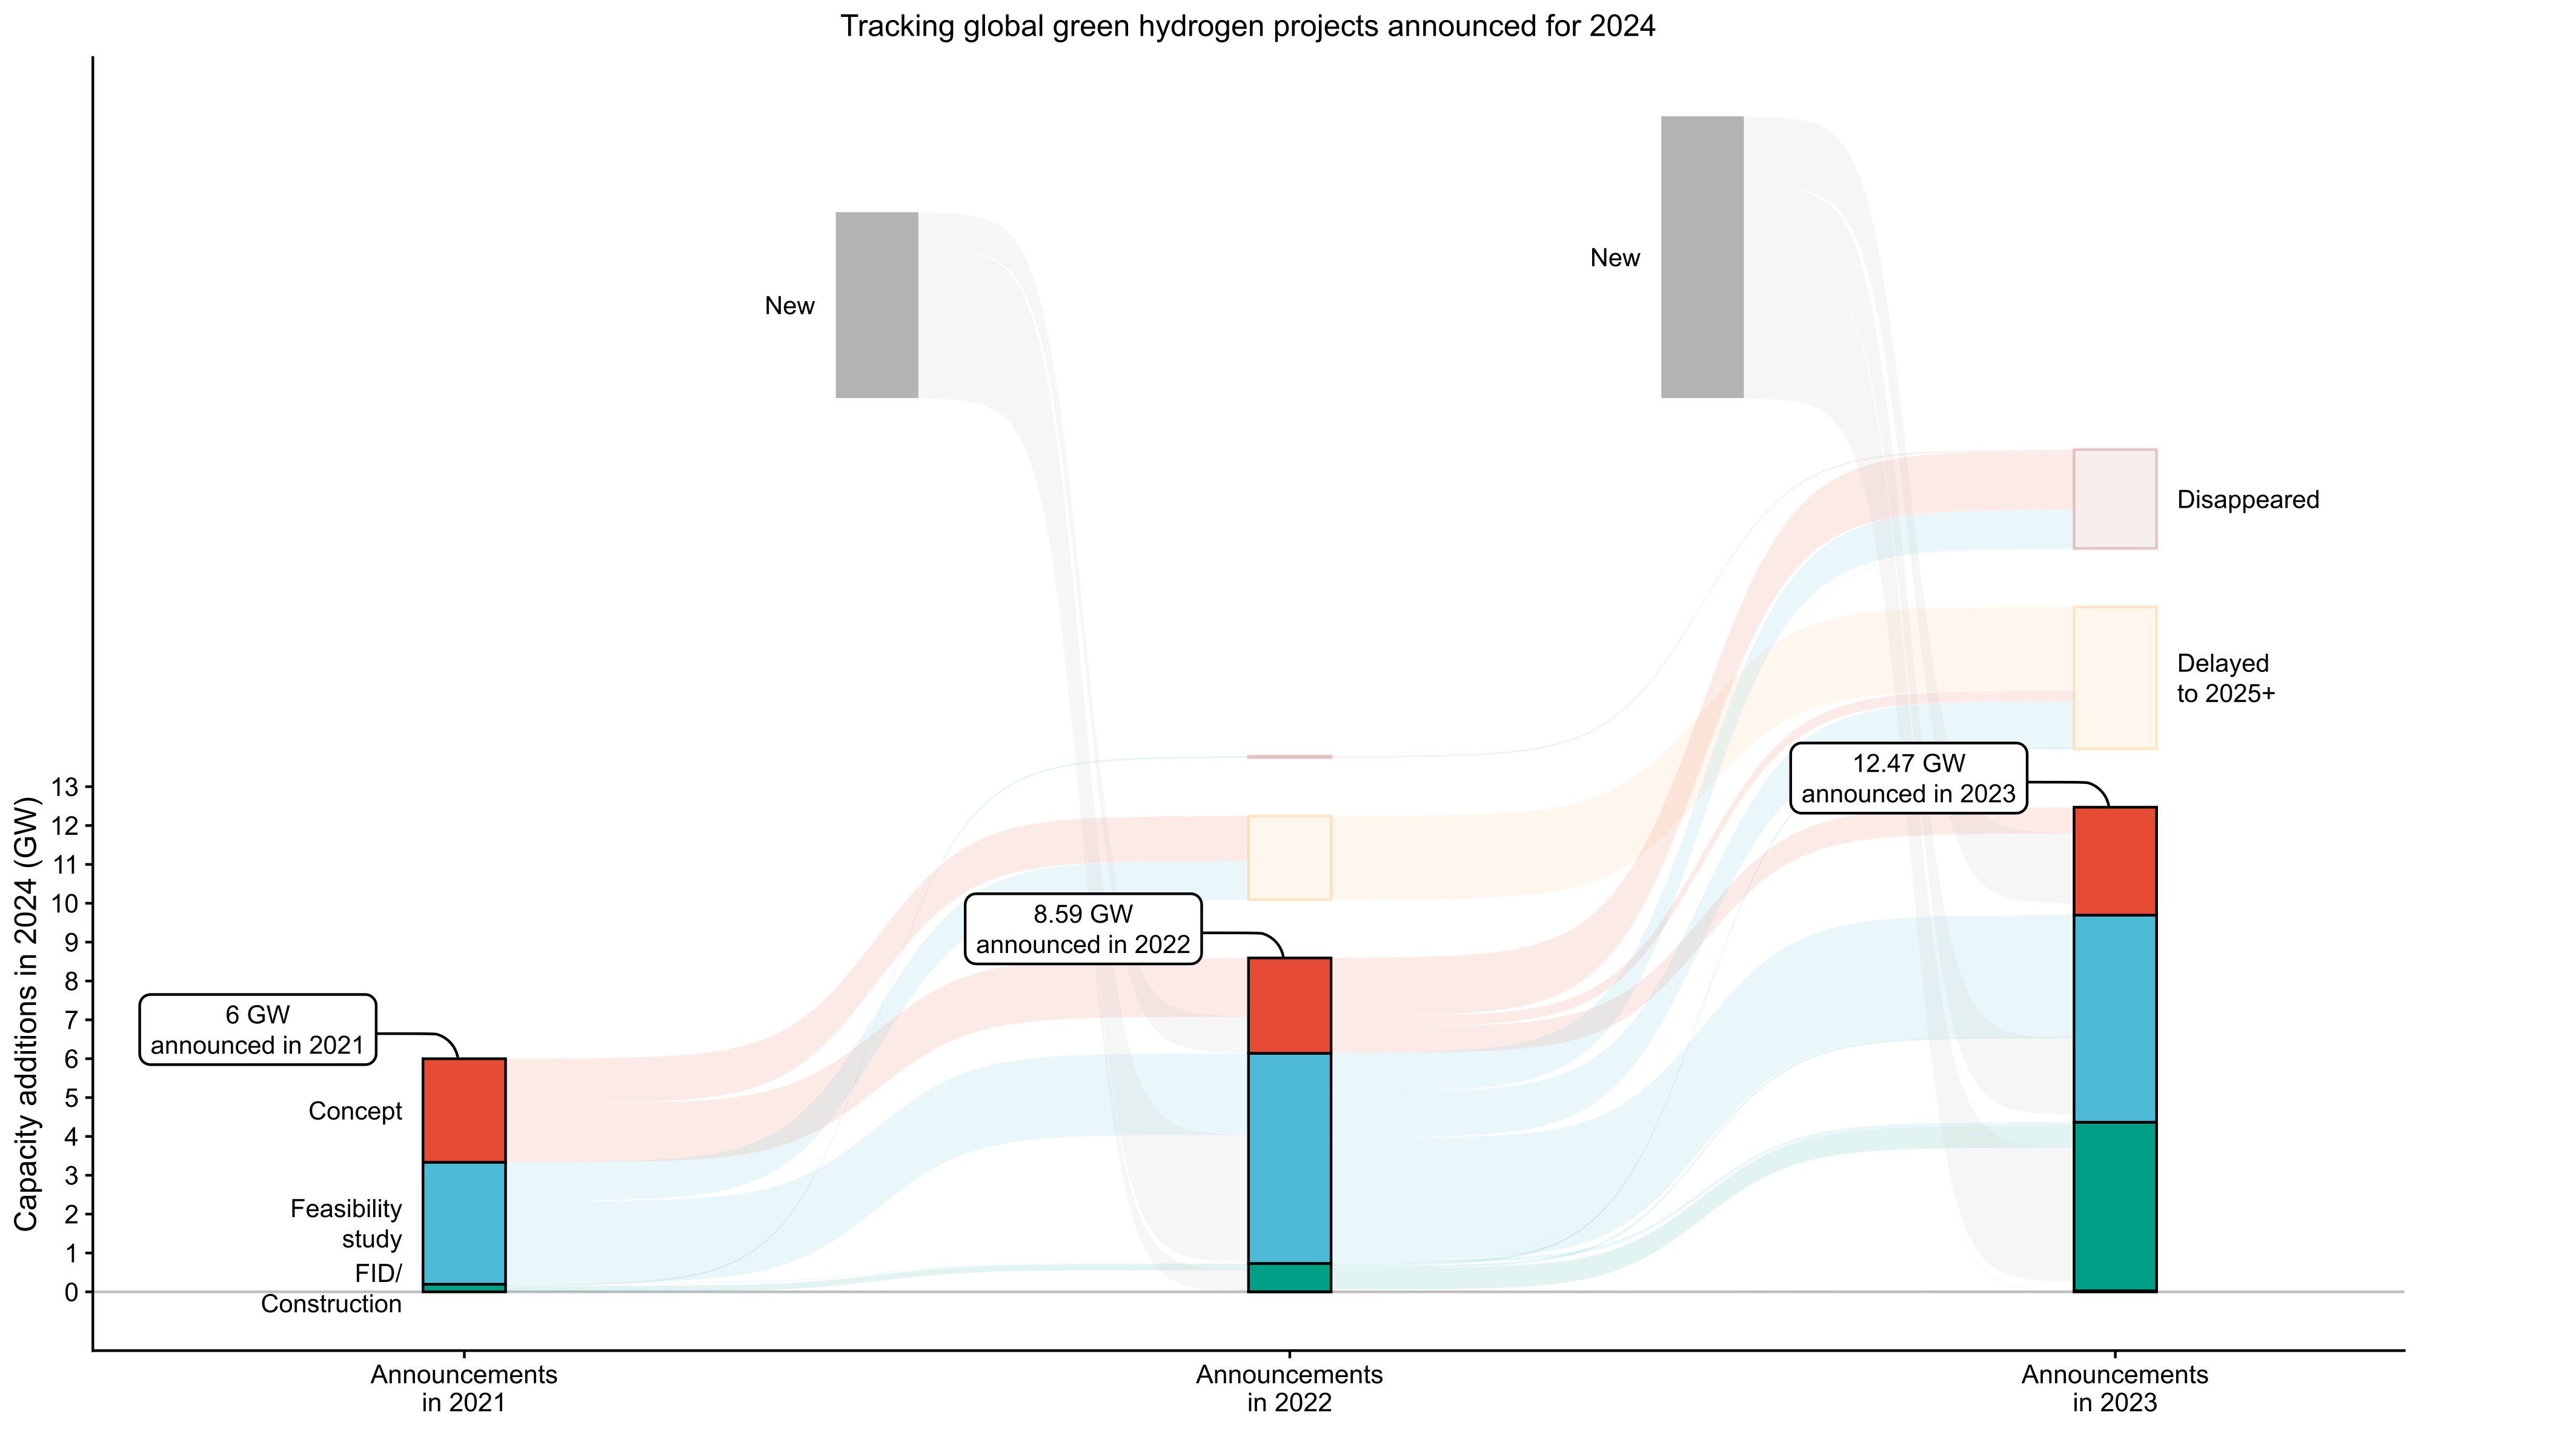 Tracking global green hydrogen projects announced for 2024
New
New
Disappeared
Delayed
to 2025+
12.47 GW
announced in 2023
8.59 GW
announced in 2022
6 GW
announced in 2021
Concept
Feasibility
study
FID/
Construction
Capacity additions in 2024 (GW)
13
12
11
10
9
8
7
6
5
4
3
2
1
0
Announcements
in 2021
Announcements
in 2022
Announcements
in 2023